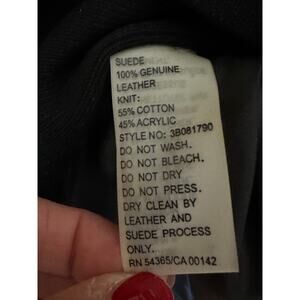 SUEDE
100% GENUINE
LEATHER
KNIT:
55% COTTON
45% ACRYLIC
STYLE NO: 3B081790
DO NOT WASH.
DO NOT BLEACH.
DO NOT DRY
DO NOT PRESS.
DRY CLEAN BY
LEATHER AND
SUEDE PROCESS
ONLY.
RN 54365/CA 00142